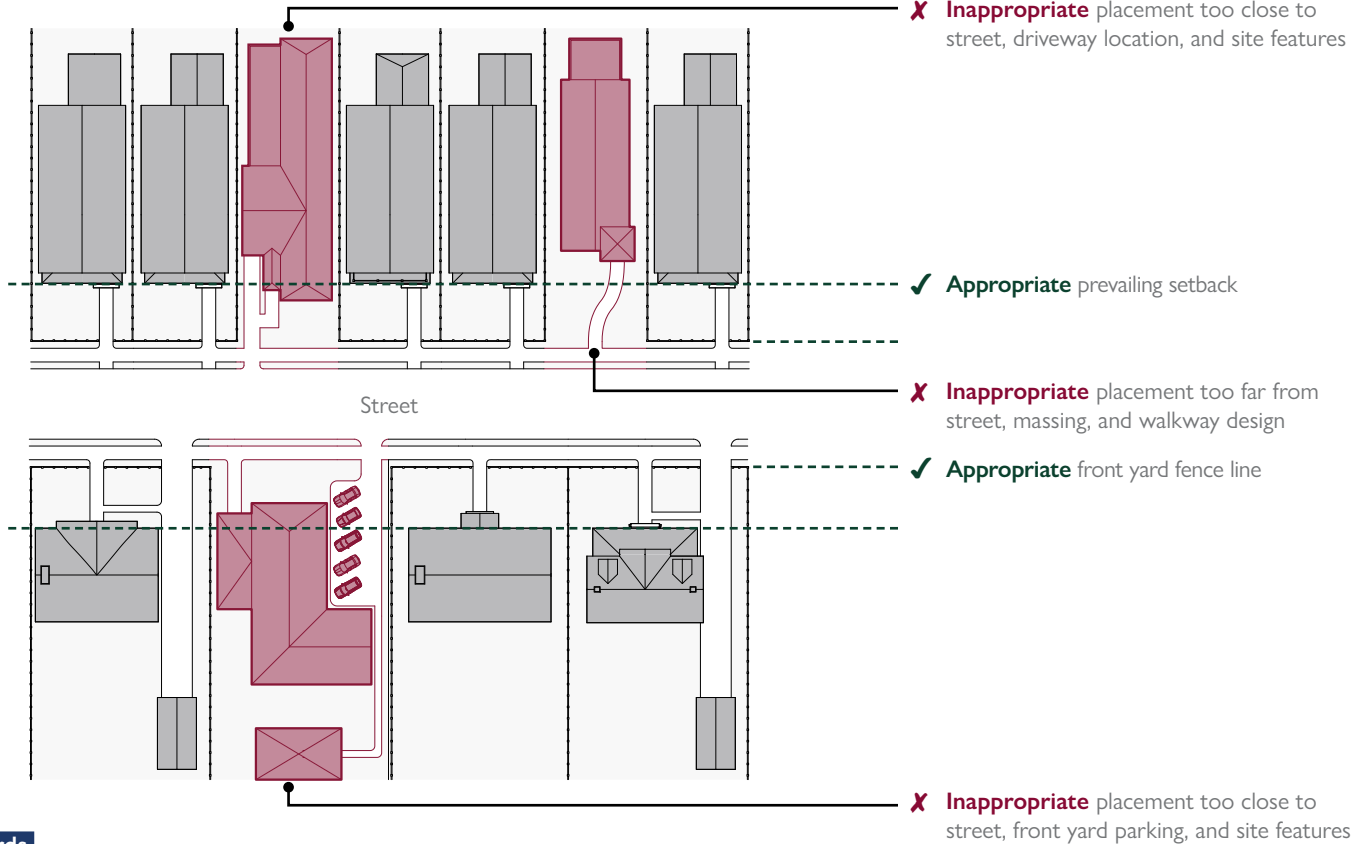 ✗ Inappropriate placement too close to
street, driveway location, and site features
✓ Appropriate prevailing setback
✗ Inappropriate placement too far from
street, massing, and walkway design
Street
✓ Appropriate front yard fence line
✗ Inappropriate placement too close to
street, front yard parking, and site features